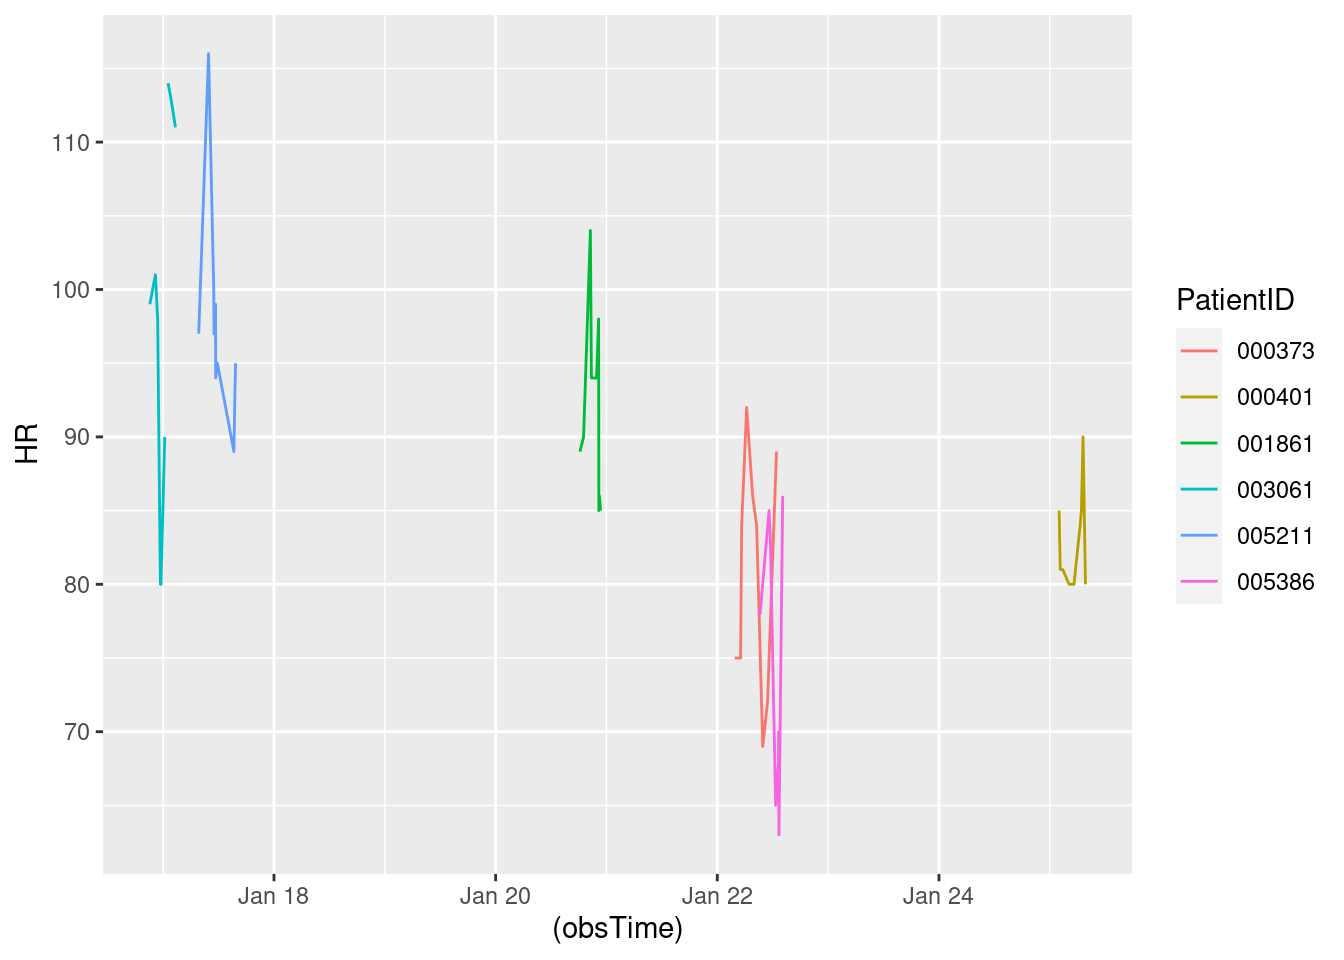 110
100
90
80
70
HR
Jan 18
Jan 20
Jan 22
Jan 24
(obsTime)
PatientID
000373
000401
001861
003061
005211
005386